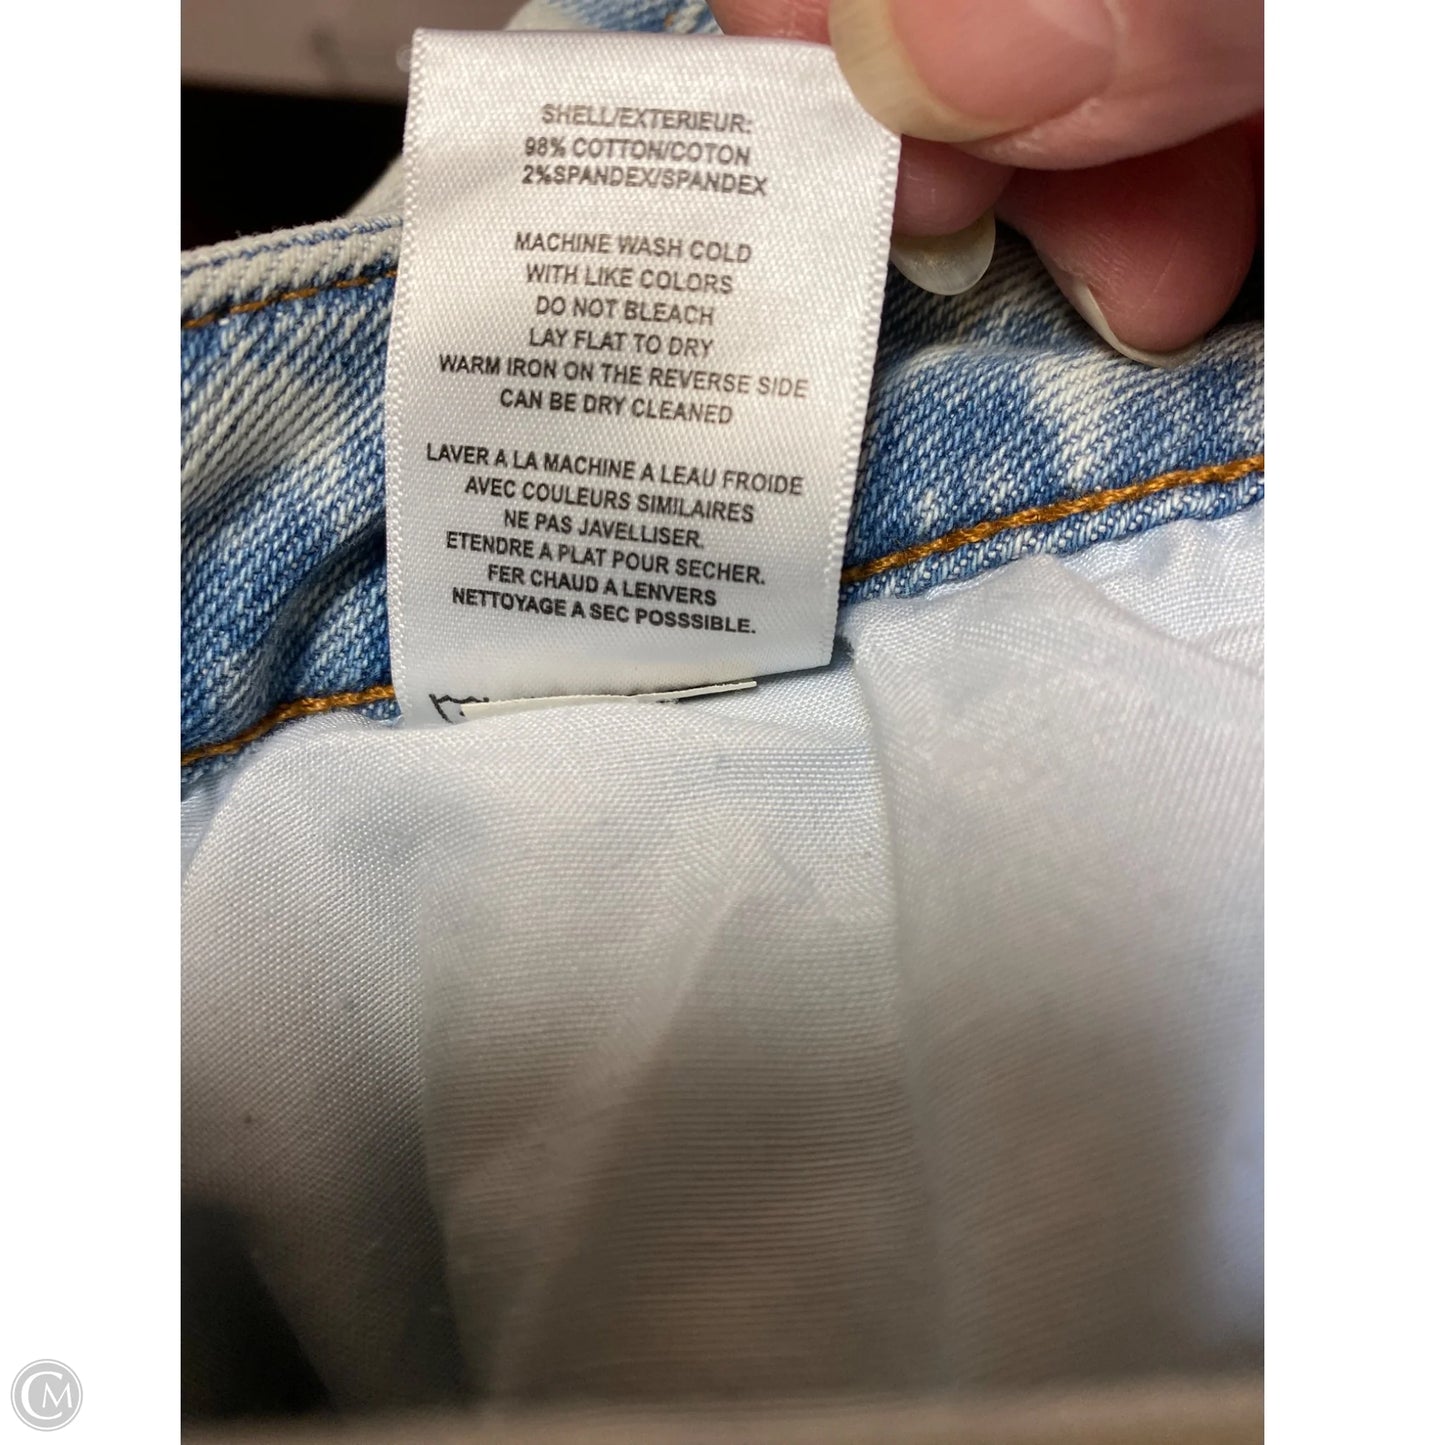 SHELL/EXTERIEUR:
98% COTTON/COTON
2%SPANDEX/SPANDEX
MACHINE WASH COLD
WITH LIKE COLORS
DO NOT BLEACH
LAY FLAT TO DRY
WARM IRON ON THE REVERSE SIDE
CAN BE DRY CLEANED
LAVER A LA MACHINE A LEAU FROIDE
AVEC COULEURS SIMILAIRES
NE PAS JAVELLISER.
ETENDRE A PLAT POUR SECHER.
FER CHAUD A LENVERS
NETTOYAGE A SEC POSSSIBLE.
CM